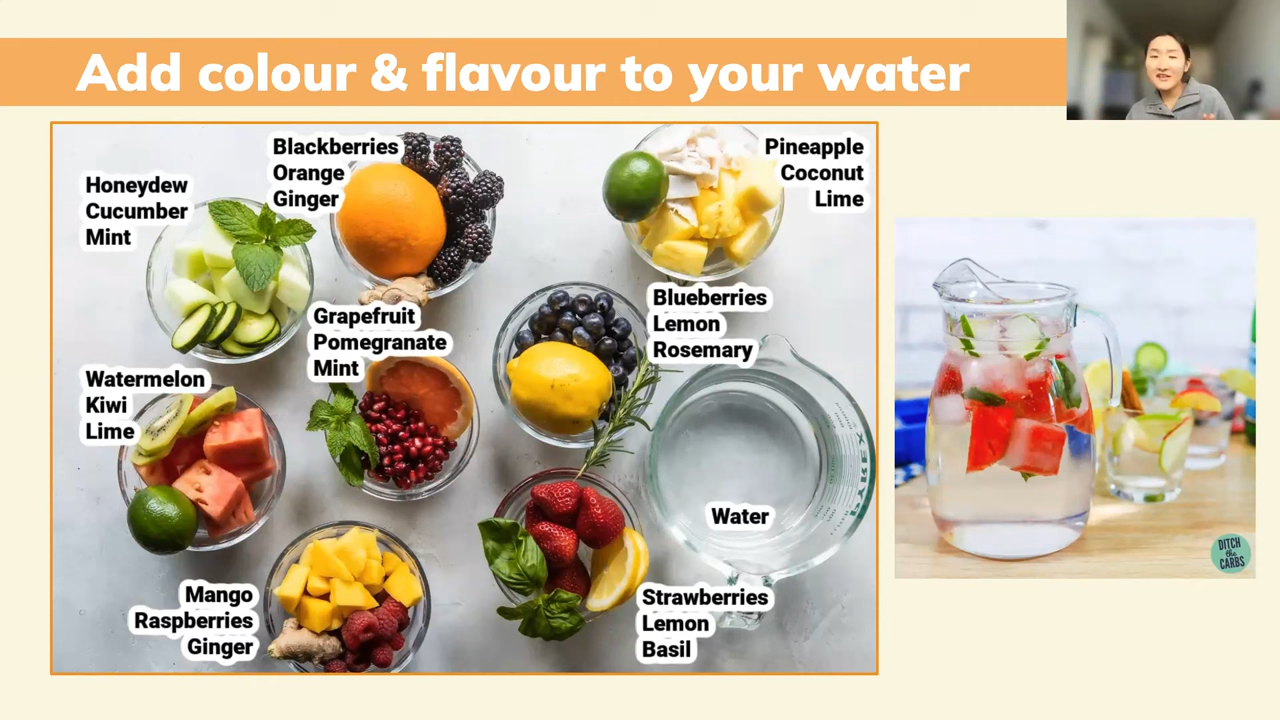 Add colour & flavour to your water
Honeydew
Cucumber
Mint
Blackberries
Orange
Ginger
Pineapple
Coconut
Lime
Grapefruit
Pomegranate
Mint
Blueberries
Lemon
Rosemary
Watermelon
Kiwi
Lime
Water
PYREX
Mango
Raspberries
Ginger
Strawberries
Lemon
Basil
DITCH
the
CARBS